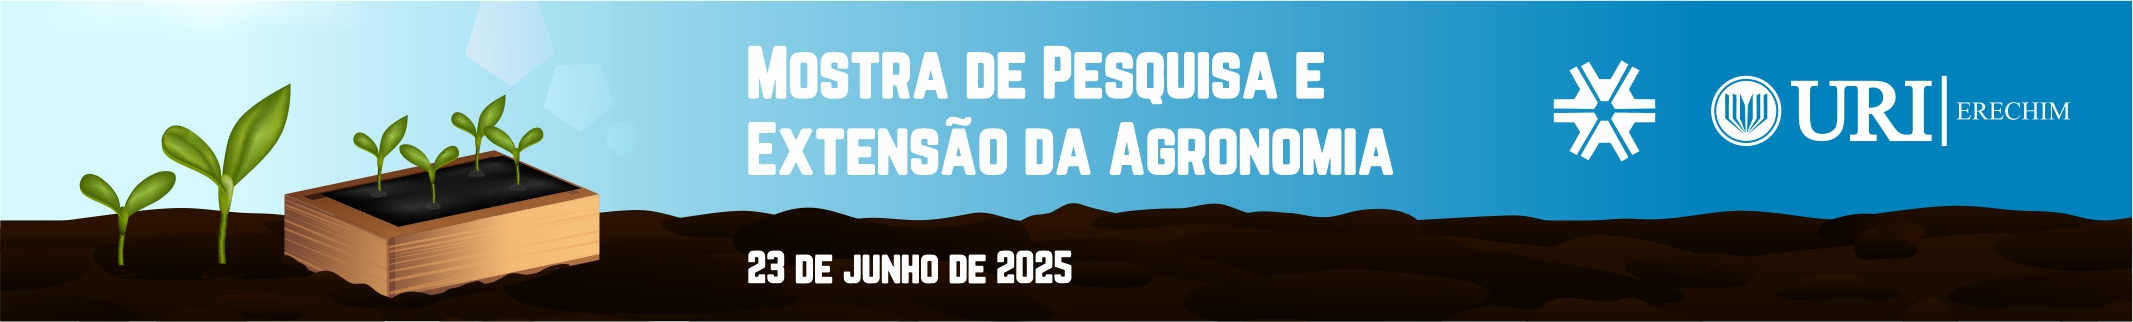 Mostra de Pesquisa e
Extensão da Agronomia
23 de junho de 2025
URI ERECHIM